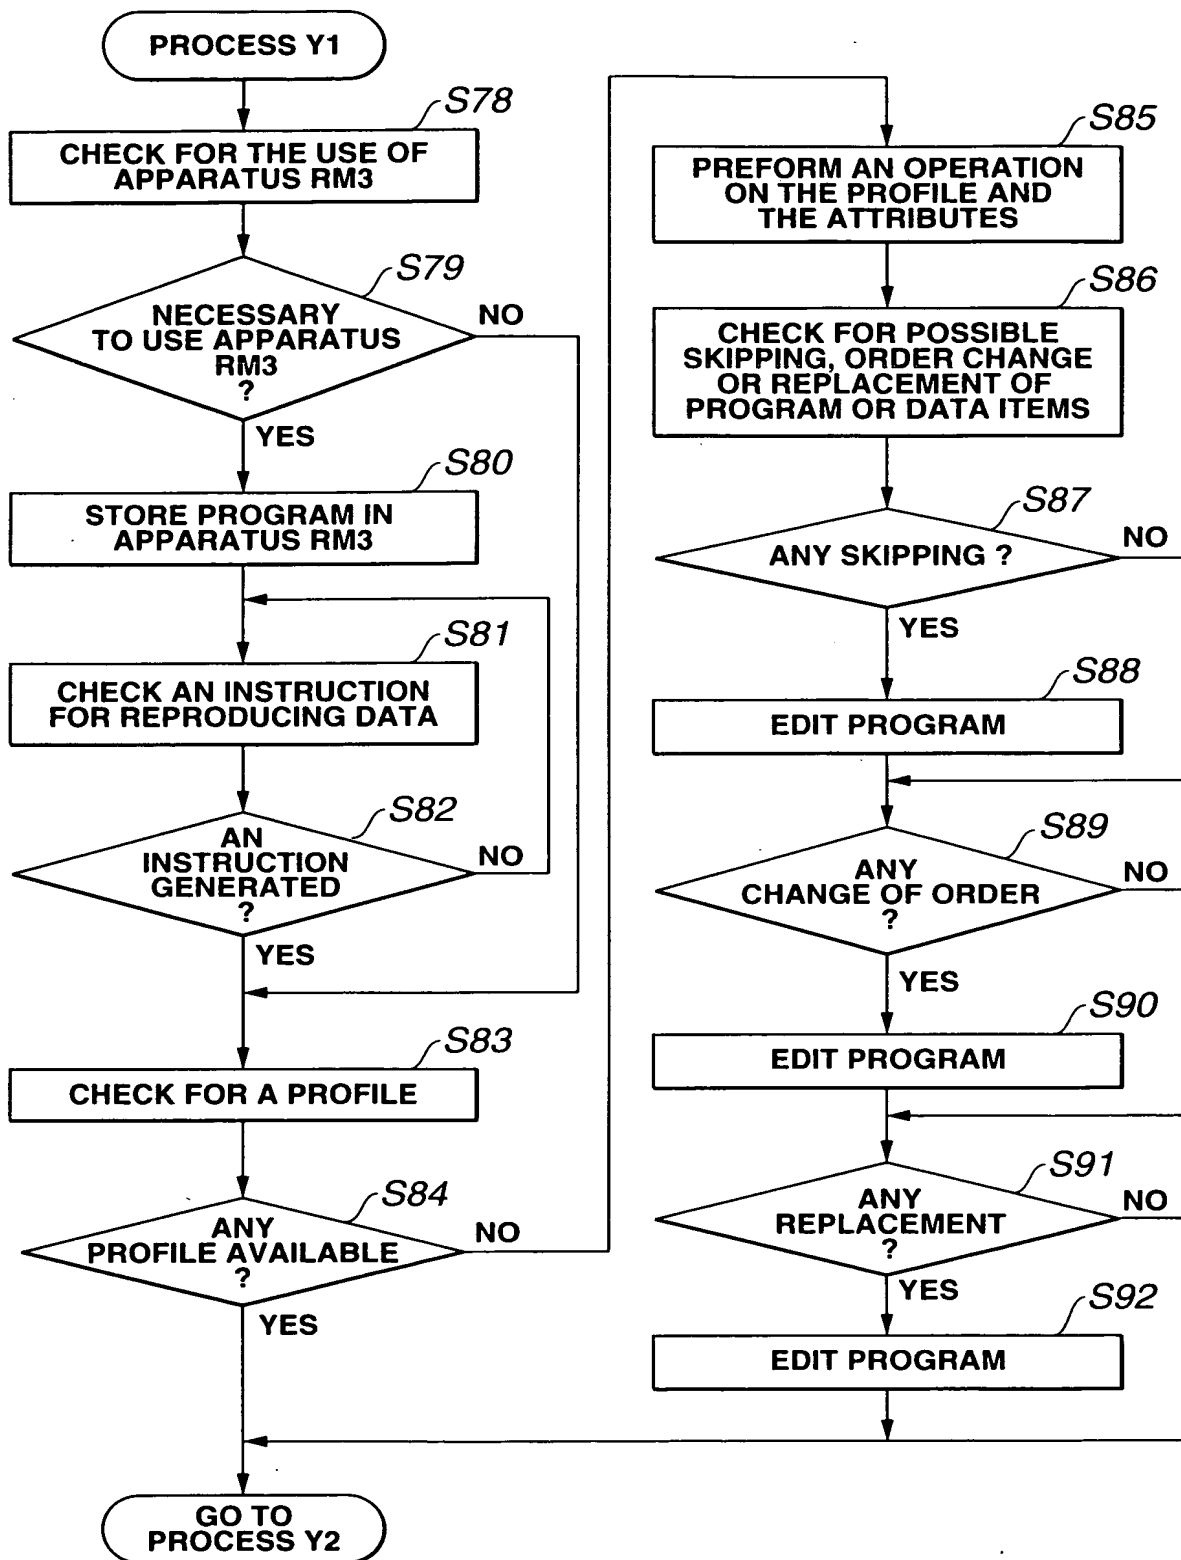 PROCESS Y1
S78
CHECK FOR THE USE OF
APPARATUS RM3
S79
NECESSARY
TO USE APPARATUS
RM3
?
NO
YES
S80
STORE PROGRAM IN
APPARATUS RM3
S81
CHECK AN INSTRUCTION
FOR REPRODUCING DATA
S82
AN
INSTRUCTION
GENERATED
?
NO
YES
S83
CHECK FOR A PROFILE
S84
ANY
PROFILE AVAILABLE
?
NO
YES
GO TO
PROCESS Y2
S85
PREFORM AN OPERATION
ON THE PROFILE AND
THE ATTRIBUTES
S86
CHECK FOR POSSIBLE
SKIPPING, ORDER CHANGE
OR REPLACEMENT OF
PROGRAM OR DATA ITEMS
S87
ANY SKIPPING ?
NO
YES
S88
EDIT PROGRAM
S89
ANY
CHANGE OF ORDER
?
NO
YES
S90
EDIT PROGRAM
S91
ANY
REPLACEMENT
?
NO
YES
S92
EDIT PROGRAM